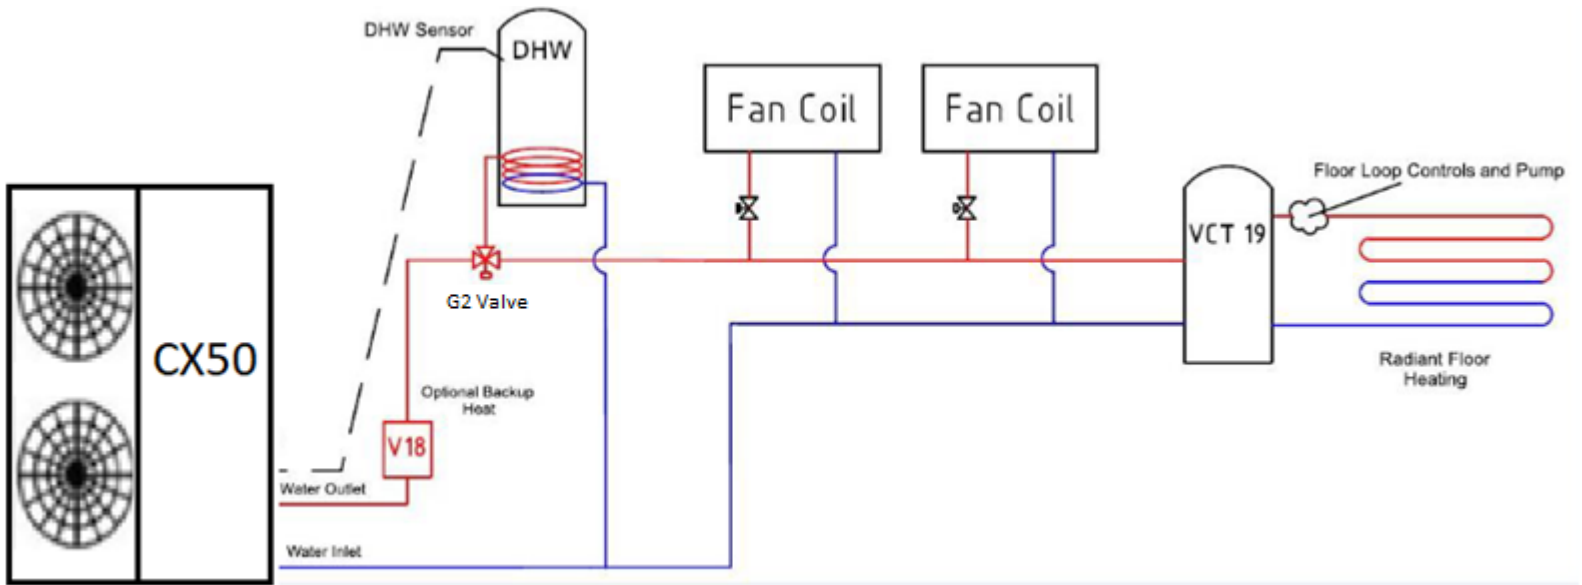 DHW Sensor
DHW
Fan Coil
Fan Coil
Floor Loop Controls and Pump
VCT 19
G2 Valve
CX50
Optional Backup
Heat
V18
Radiant Floor
Heating
Water Outlet
Water Inlet